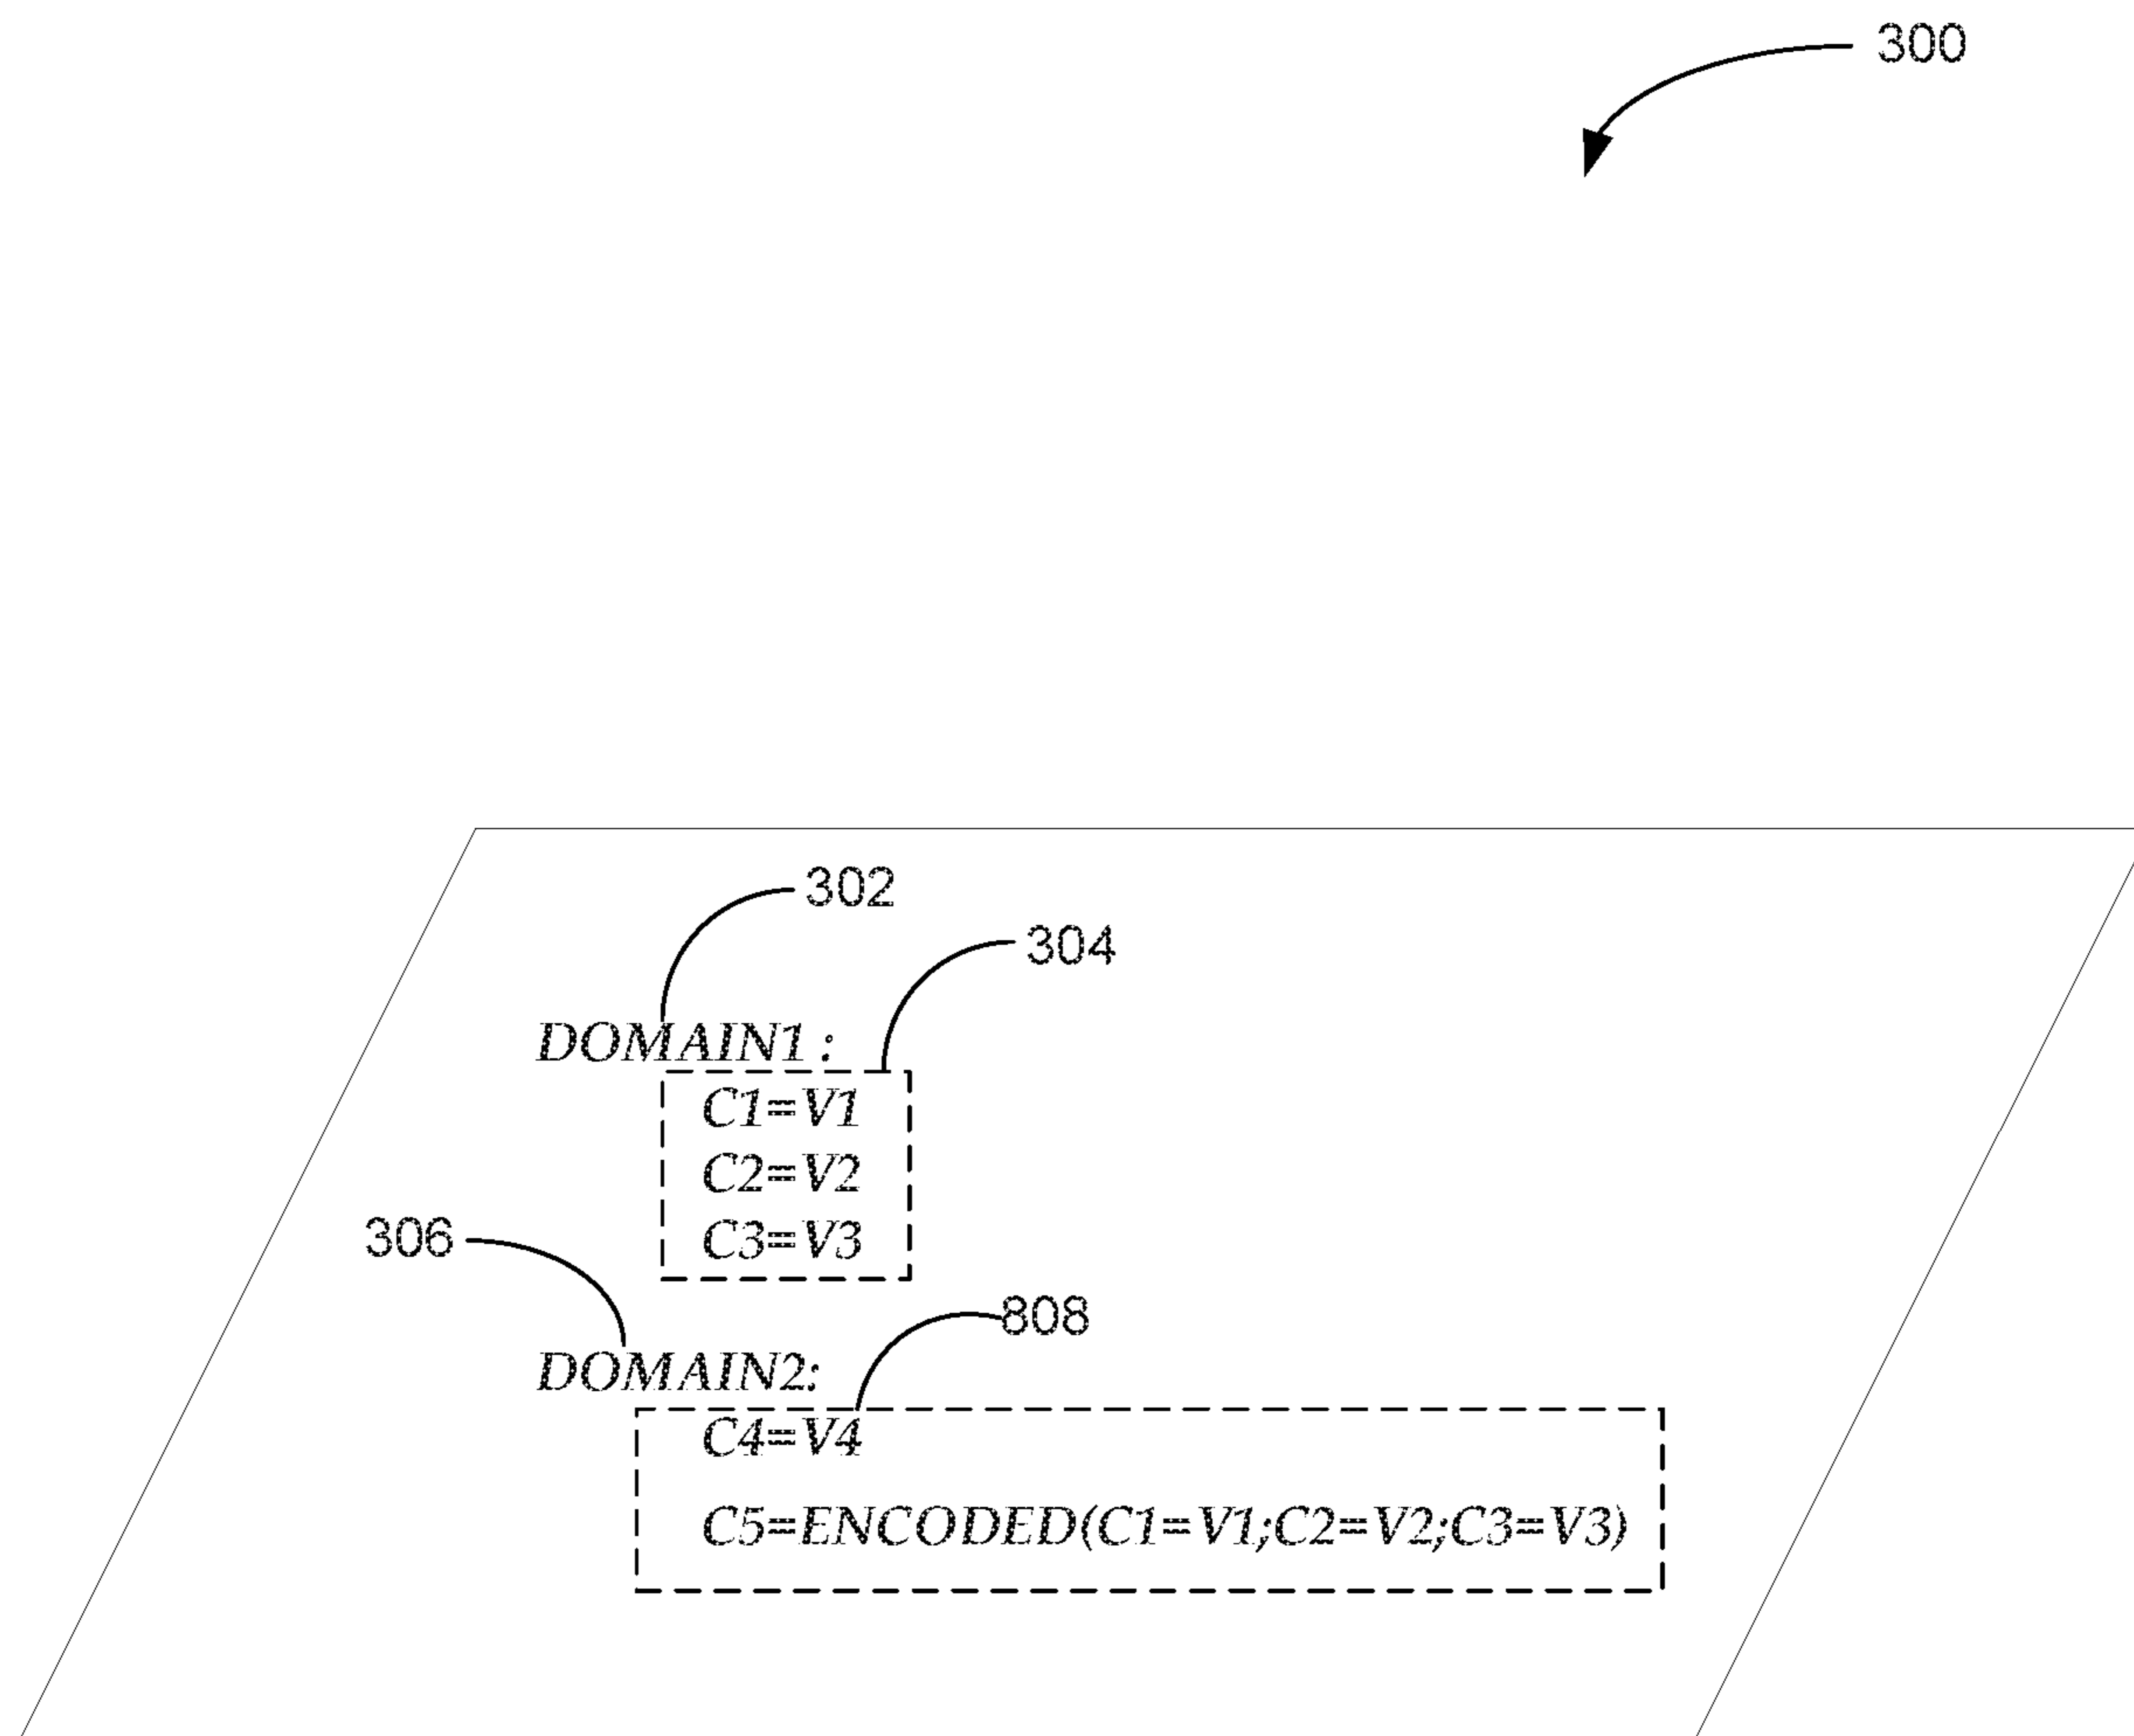 300
302
304
DOMAIN1 :
C1=V1
C2=V2
C3=V3
306
808
DOMAIN2:
C4=V4
C5=ENCODED(C1=V1;C2=V2;C3=V3)